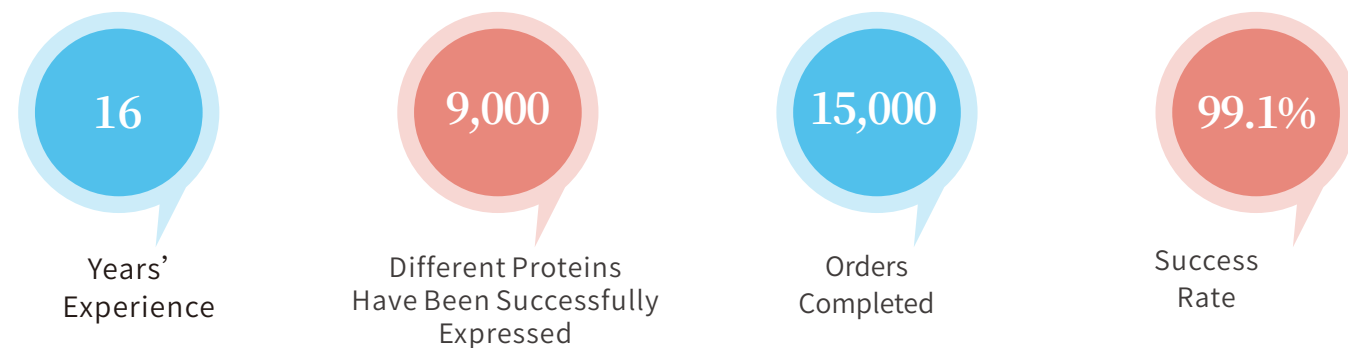 16
Years’
Experience
9,000
Different Proteins
Have Been Successfully
Expressed
15,000
Orders
Completed
99.1%
Success
Rate